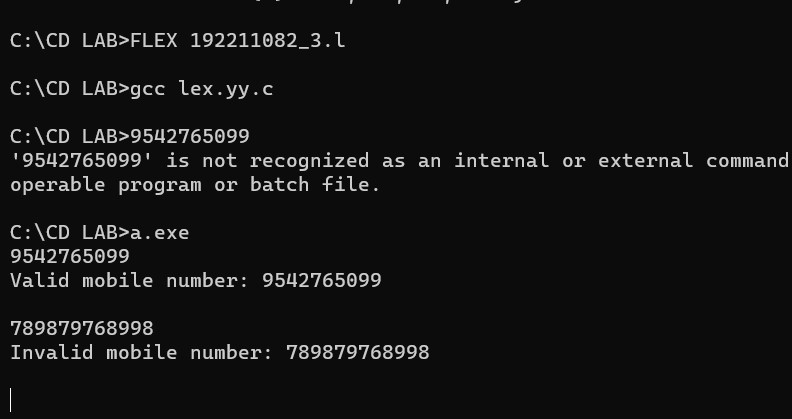 C:\CD LAB>FLEX 192211082_3.l
C:\CD LAB>gcc lex.yy.c
C:\CD LAB>9542765099
'9542765099' is not recognized as an internal or external command
operable program or batch file.
C:\CD LAB>a.exe
9542765099
Valid mobile number: 9542765099
789879768998
Invalid mobile number: 789879768998